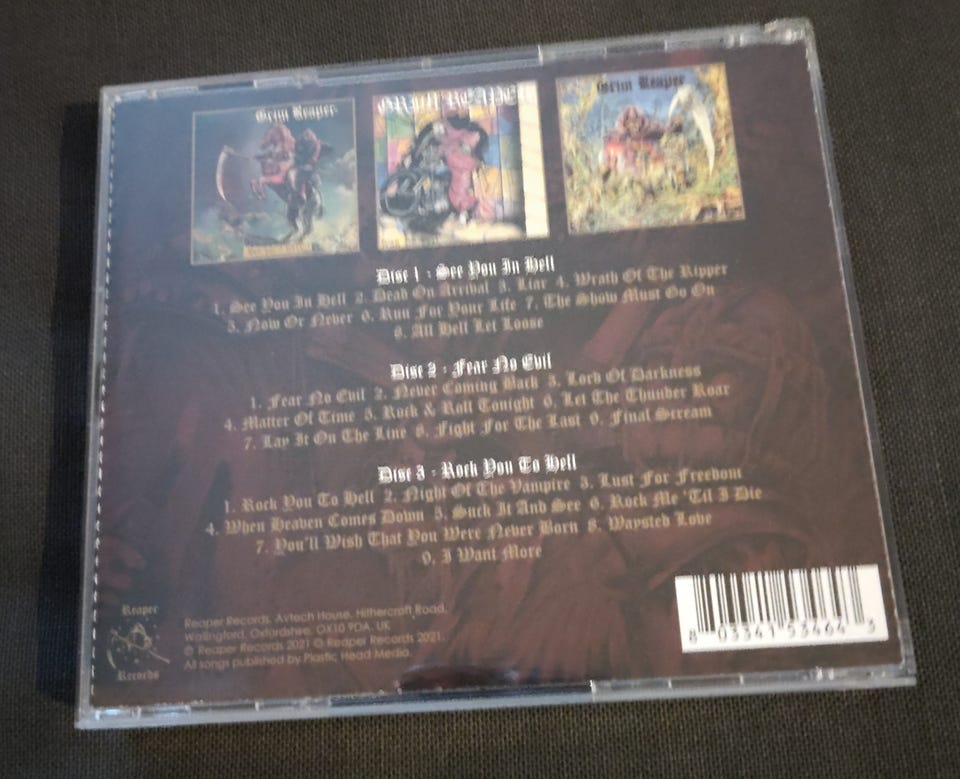 Grim Reaper
GRIM REAPER
Grim Reaper
Disc 1 - See You In Hell
1. See You In Hell 2. Dead On Arrival 3. Liar 4. Wrath Of The Ripper
5. Now Or Never 6. Run For Your Life 7. The Show Must Go On
8. All Hell Let Loose
Disc 2 - Fear No Evil
1. Fear No Evil 2. Never Coming Back 3. Lord Of Darkness
4. Matter Of Time 5. Rock & Roll Tonight 6. Let The Thunder Roar
7. Lay It On The Line 8. Fight For The Last 9. Final Scream
Disc 3 - Rock You To Hell
1. Rock You To Hell 2. Night Of The Vampire 3. Lust For Freedom
4. When Heaven Comes Down 5. Suck It And See 6. Rock Me 'Til I Die
7. You'll Wish That You Were Never Born 8. Waysted Love
9. I Want More
Reaper
Records
Reaper Records, Avtech House, Hithercroft Road,
Wallingford, Oxfordshire, OX10 9DA, UK
℗ Reaper Records 2021 © Reaper Records 2021.
All songs published by Plastic Head Media.
8 03341 53464 3